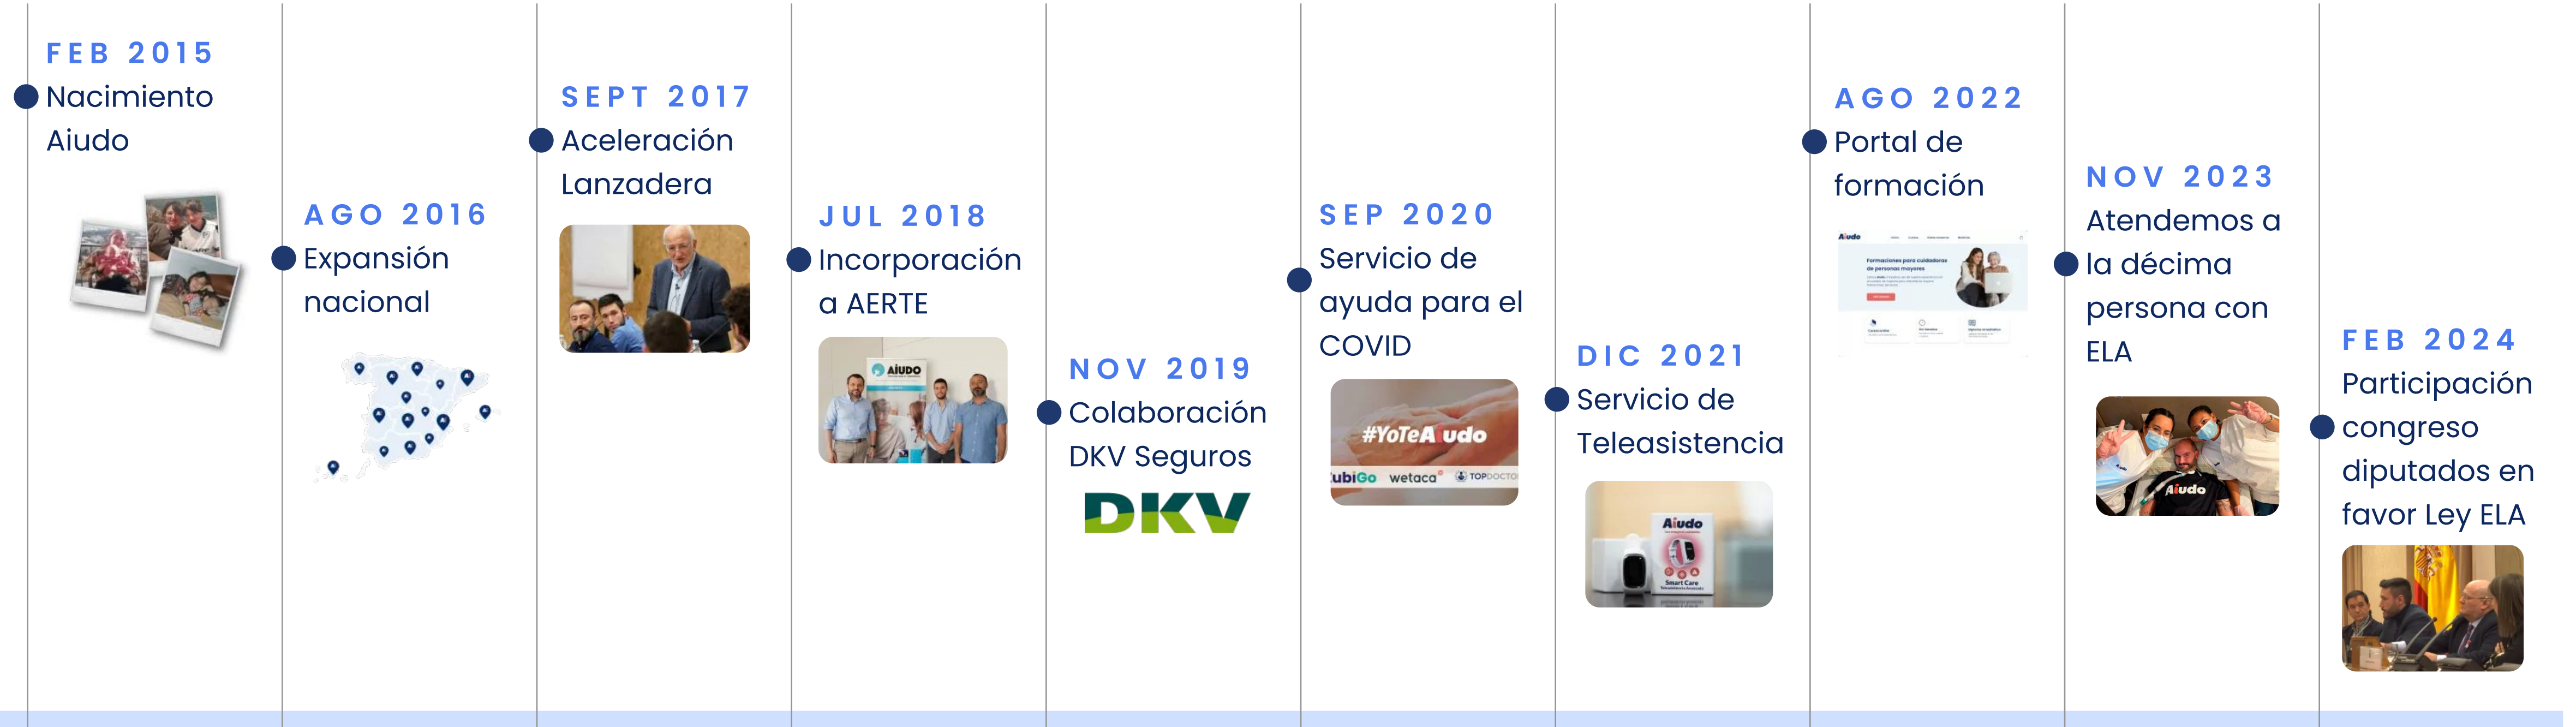 FEB 2015
Nacimiento
Aiudo
AGO 2016
Expansión
nacional
SEPT 2017
Aceleración
Lanzadera
JUL 2018
Incorporación
a AERTE
AiUDO
NOV 2019
Colaboración
DKV Seguros
DKV
SEP 2020
Servicio de
ayuda para el
COVID
#YoTeAiudo
wetaca
DIC 2021
Servicio de
Teleasistencia
Aiudo
Smart Care
AGO 2022
Portal de
formación
Aiudo
Formaciones para cuidadoras
de personas mayores
NOV 2023
Atendemos a
la décima
persona con
ELA
Aiudo
FEB 2024
Participación
congreso
diputados en
favor Ley ELA